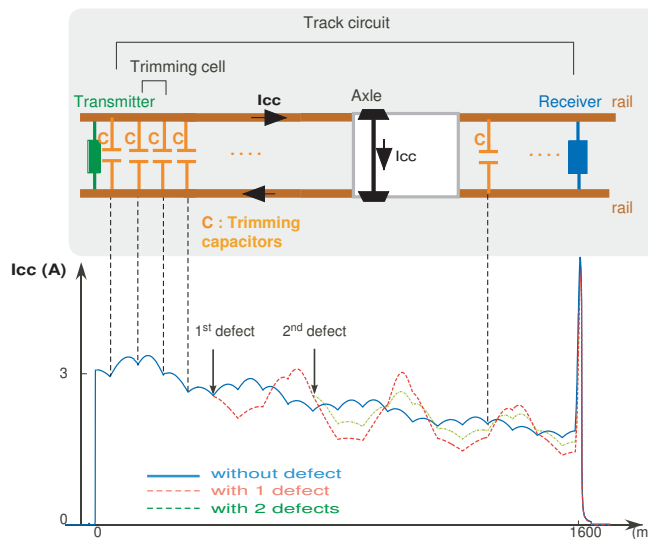 Track circuit
Trimming cell
Transmitter
Icc
Axle
Receiver
rail
C
C
C
C
C
....
Icc
....
C : Trimming
capacitors
rail
Icc (A)
1st defect
2nd defect
3
without defect
with 1 defect
with 2 defects
0
0
1600
(m